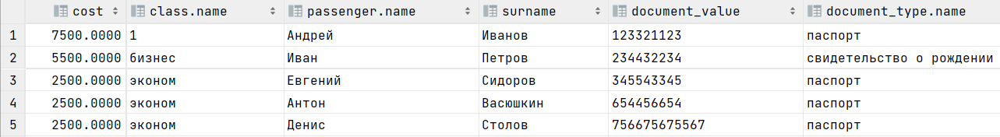 cost class.name passenger.name surname document_value document_type.name
1 7500.0000 1 Андрей Иванов 123321123 паспорт
2 5500.0000 бизнес Иван Петров 234432234 свидетельство о рождении
3 2500.0000 эконом Евгений Сидоров 345543345 паспорт
4 2500.0000 эконом Антон Васюшкин 654456654 паспорт
5 2500.0000 эконом Денис Столов 756675675567 паспорт